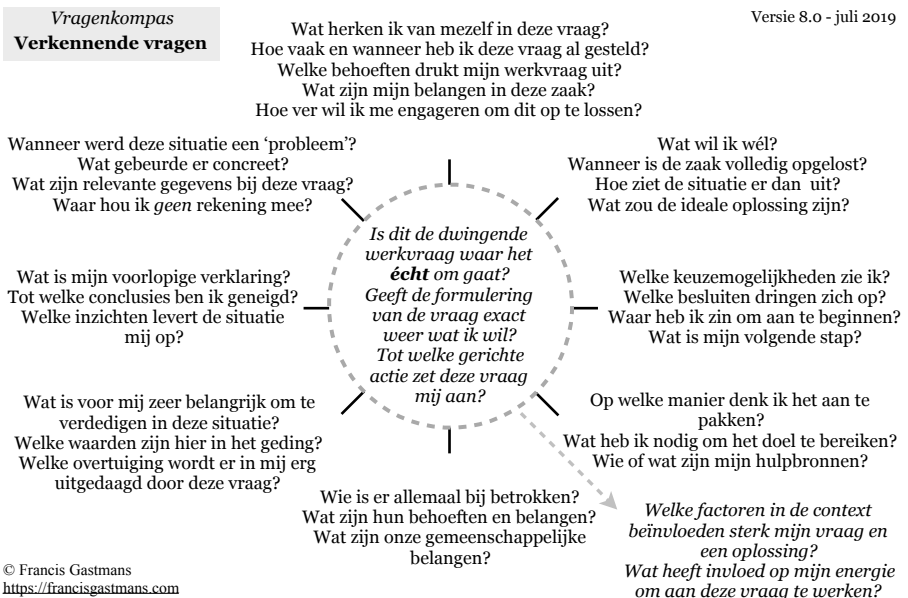 Vragenkompas
Verkennende vragen
Versie 8.0 - juli 2019
Wat herken ik van mezelf in deze vraag?
Hoe vaak en wanneer heb ik deze vraag al gesteld?
Welke behoeften drukt mijn werkvraag uit?
Wat zijn mijn belangen in deze zaak?
Hoe ver wil ik me engageren om dit op te lossen?
Wanneer werd deze situatie een ‘probleem’?
Wat gebeurde er concreet?
Wat zijn relevante gegevens bij deze vraag?
Waar hou ik geen rekening mee?
Wat wil ik wél?
Wanneer is de zaak volledig opgelost?
Hoe ziet de situatie er dan uit?
Wat zou de ideale oplossing zijn?
Is dit de dwingende
werkvraag waar het
écht om gaat?
Geeft de formulering
van de vraag exact
weer wat ik wil?
Tot welke gerichte
actie zet deze vraag
mij aan?
Wat is mijn voorlopige verklaring?
Tot welke conclusies ben ik geneigd?
Welke inzichten levert de situatie
mij op?
Welke keuzemogelijkheden zie ik?
Welke besluiten dringen zich op?
Waar heb ik zin om aan te beginnen?
Wat is mijn volgende stap?
Wat is voor mij zeer belangrijk om te
verdedigen in deze situatie?
Welke waarden zijn hier in het geding?
Welke overtuiging wordt er in mij erg
uitgedaagd door deze vraag?
Op welke manier denk ik het aan te
pakken?
Wat heb ik nodig om het doel te bereiken?
Wie of wat zijn mijn hulpbronnen?
Wie is er allemaal bij betrokken?
Wat zijn hun behoeften en belangen?
Wat zijn onze gemeenschappelijke
belangen?
Welke factoren in de context
beïnvloeden sterk mijn vraag en
een oplossing?
Wat heeft invloed op mijn energie
om aan deze vraag te werken?
© Francis Gastmans
https://francisgastmans.com